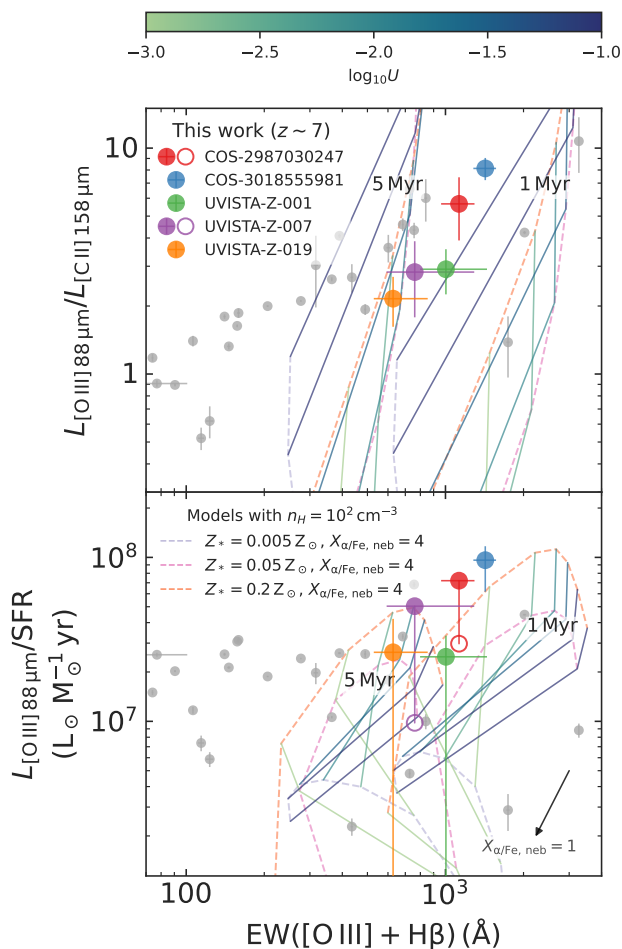 −3.0 −2.5 −2.0 −1.5 −1.0
log₁₀U
This work (z ∼ 7)
COS-2987030247
COS-3018555981
UVISTA-Z-001
UVISTA-Z-007
UVISTA-Z-019
5 Myr
1 Myr
10
1
L[O III] 88 μm/L[C II] 158 μm
Models with n_H = 10² cm⁻³
Z∗ = 0.005 Z⊙, Xα/Fe, neb = 4
Z∗ = 0.05 Z⊙, Xα/Fe, neb = 4
Z∗ = 0.2 Z⊙, Xα/Fe, neb = 4
1 Myr
5 Myr
Xα/Fe, neb = 1
10⁸
10⁷
L[O III] 88 μm/SFR
(L⊙ M⊙⁻¹ yr)
100 10³
EW([O III] + Hβ) (Å)